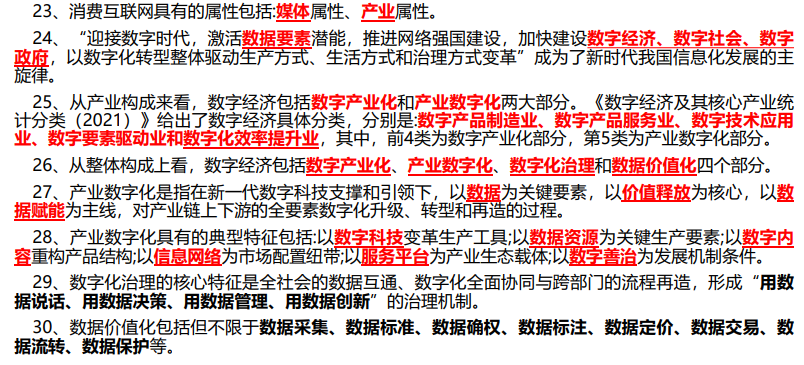 23、消费互联网具有的属性包括:媒体属性、产业属性。
24、“迎接数字时代，激活数据要素潜能，推进网络强国建设，加快建设数字经济、数字社会、数字
政府，以数字化转型整体驱动生产方式、生活方式和治理方式变革”成为了新时代我国信息化发展的主
旋律。
25、从产业构成来看，数字经济包括数字产业化和产业数字化两大部分。《数字经济及其核心产业统
计分类（2021）》给出了数字经济具体分类，分别是:数字产品制造业、数字产品服务业、数字技术应用
业、数字要素驱动业和数字化效率提升业，其中，前4类为数字产业化部分，第5类为产业数字化部分。
26、从整体构成上看，数字经济包括数字产业化、产业数字化、数字化治理和数据价值化四个部分。
27、产业数字化是指在新一代数字科技支撑和引领下，以数据为关键要素，以价值释放为核心，以数
据赋能为主线，对产业链上下游的全要素数字化升级、转型和再造的过程。
28、产业数字化具有的典型特征包括:以数字科技变革生产工具;以数据资源为关键生产要素;以数字内
容重构产品结构;以信息网络为市场配置纽带;以服务平台为产业生态载体;以数字善治为发展机制条件。
29、数字化治理的核心特征是全社会的数据互通、数字化全面协同与跨部门的流程再造，形成“用数
据说话、用数据决策、用数据管理、用数据创新”的治理机制。
30、数据价值化包括但不限于数据采集、数据标准、数据确权、数据标注、数据定价、数据交易、数
据流转、数据保护等。